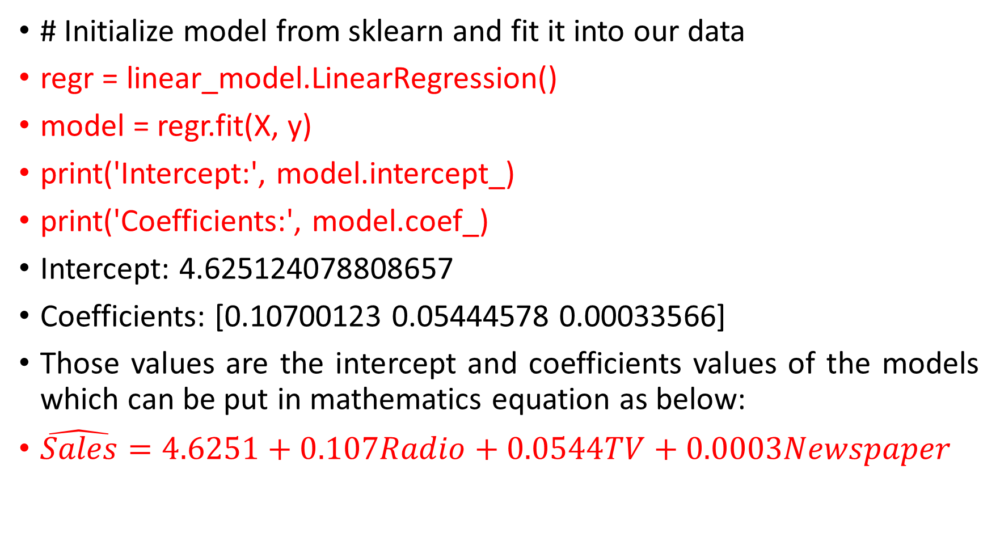 • # Initialize model from sklearn and fit it into our data
• regr = linear_model.LinearRegression()
• model = regr.fit(X, y)
• print('Intercept:', model.intercept_)
• print('Coefficients:', model.coef_)
• Intercept: 4.625124078808657
• Coefficients: [0.10700123 0.05444578 0.00033566]
• Those values are the intercept and coefficients values of the models
which can be put in mathematics equation as below:
• $\widehat{Sales} = 4.6251 + 0.107Radio + 0.0544TV + 0.0003Newspaper$